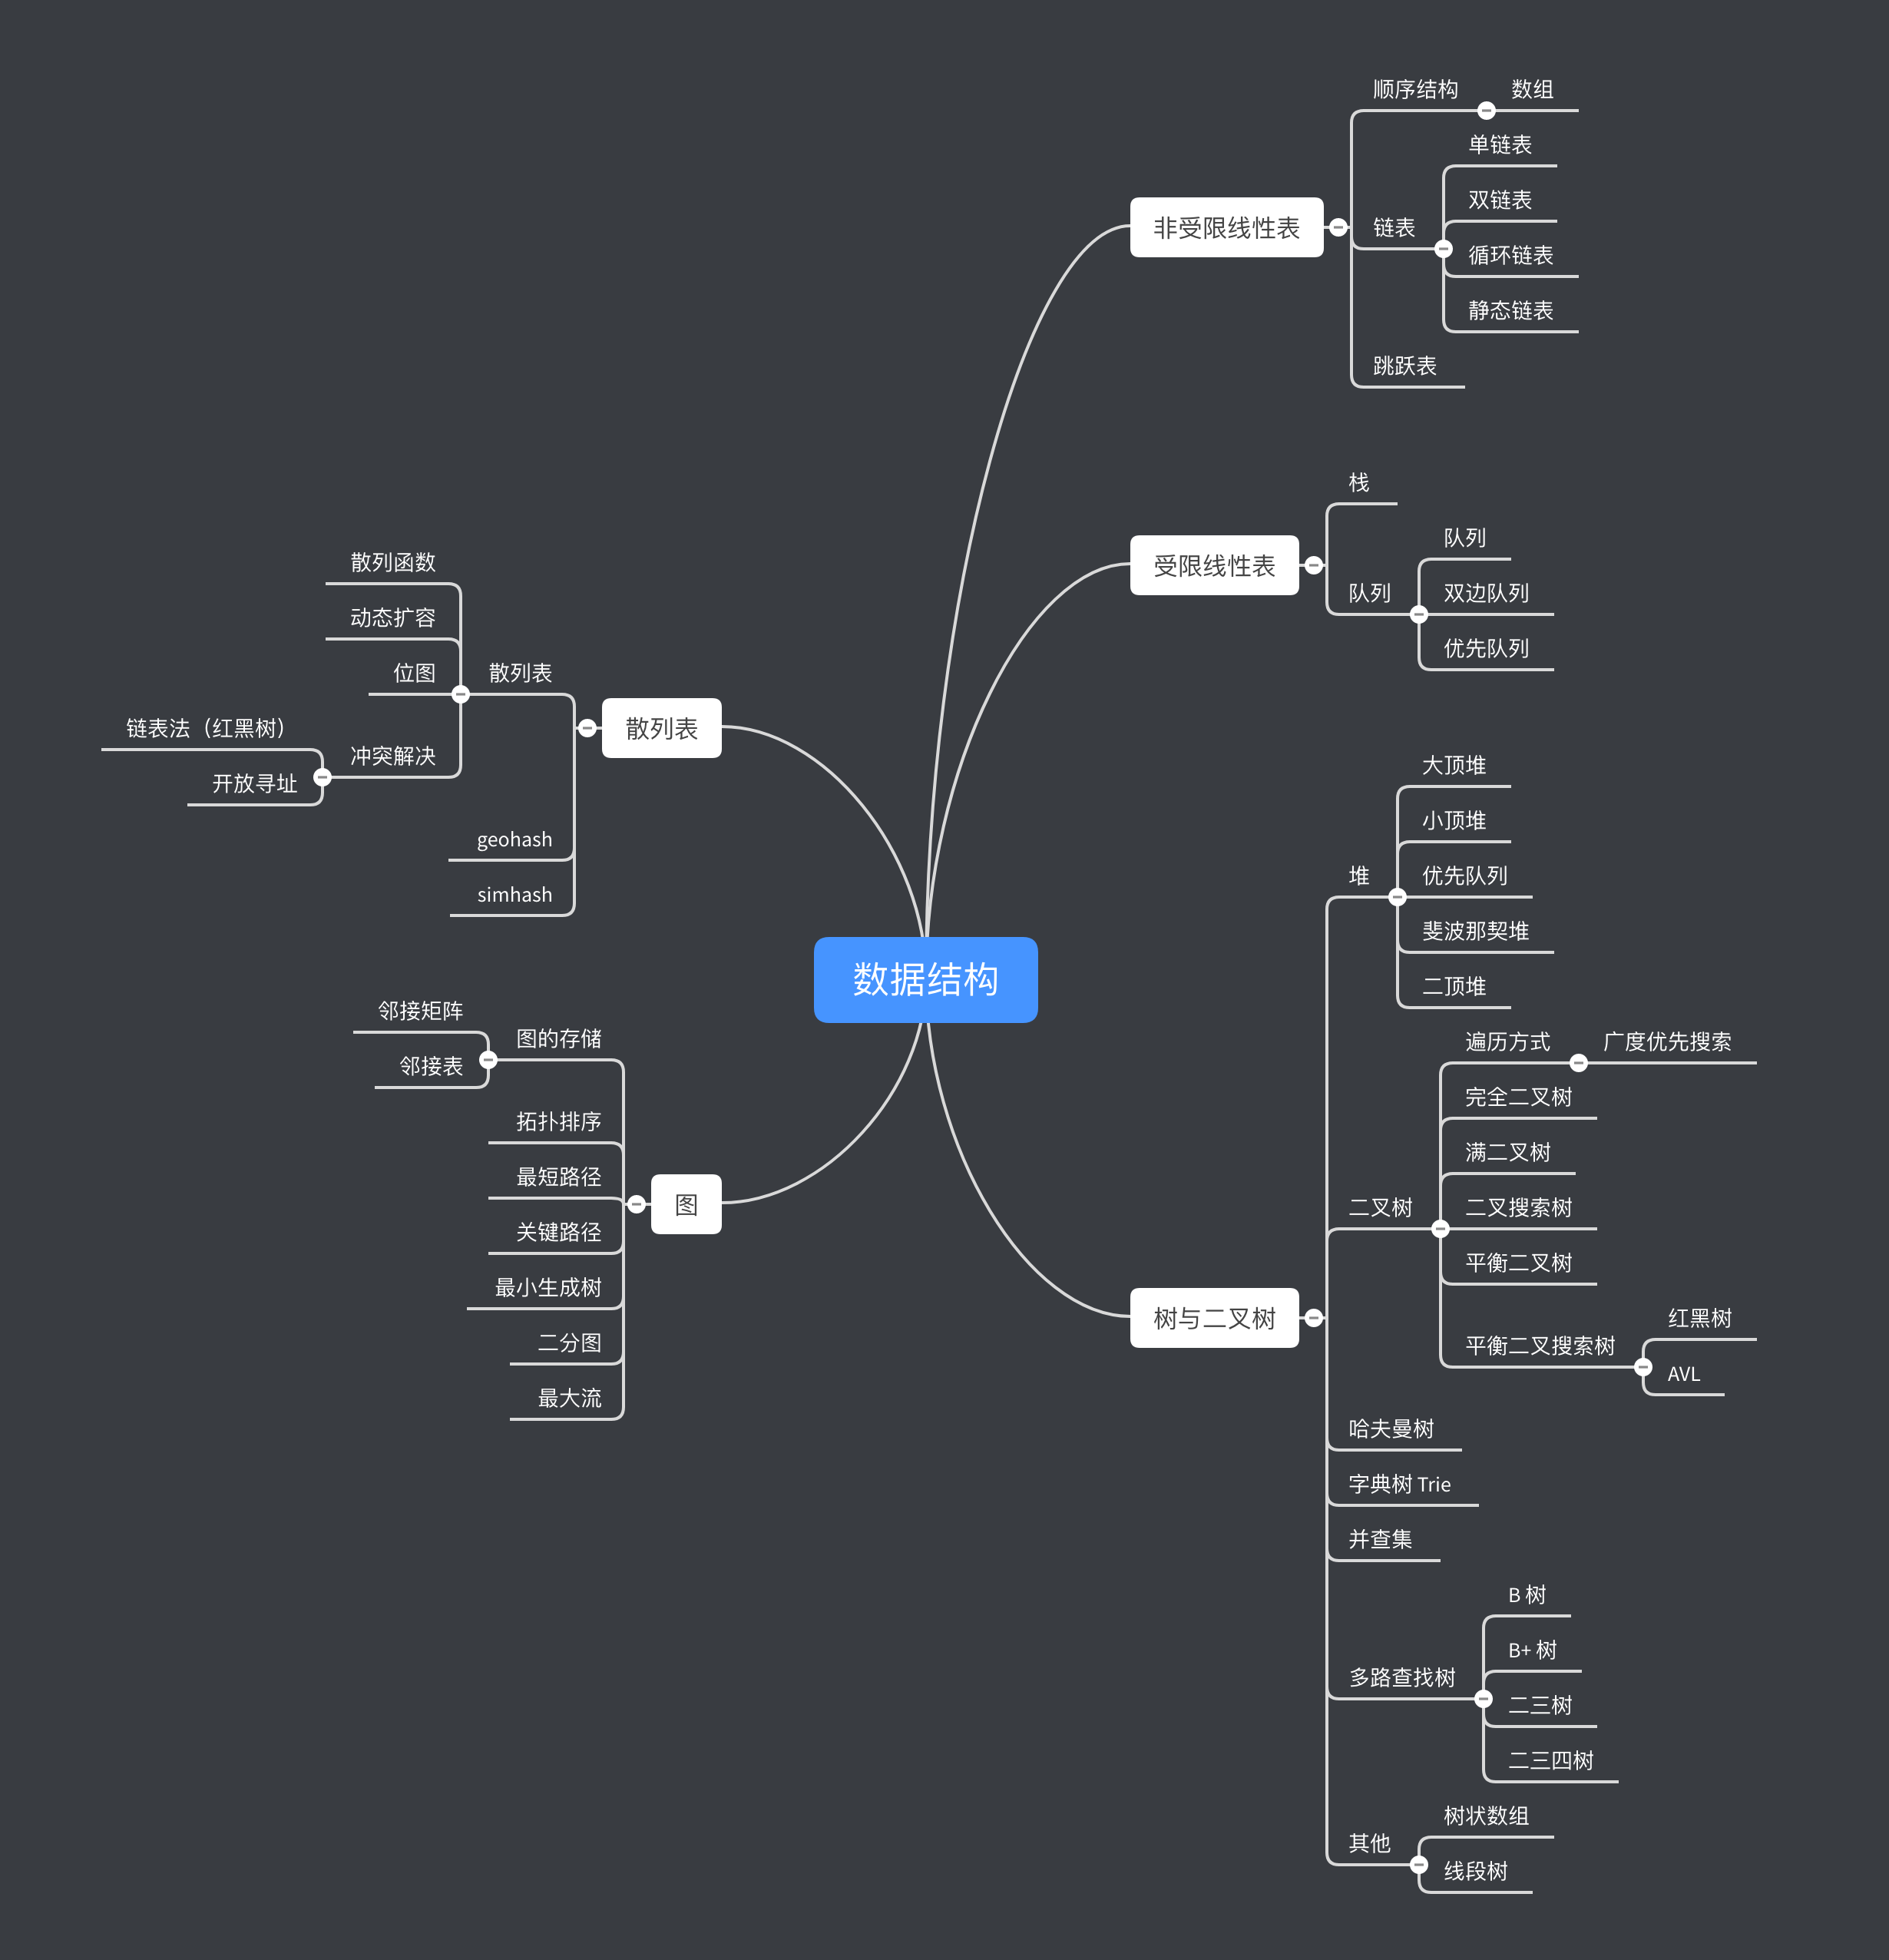 数据结构
非受限线性表
顺序结构
数组
链表
单链表
双链表
循环链表
静态链表
跳跃表
受限线性表
栈
队列
队列
双边队列
优先队列
树与二叉树
堆
大顶堆
小顶堆
优先队列
斐波那契堆
二顶堆
二叉树
遍历方式
广度优先搜索
完全二叉树
满二叉树
二叉搜索树
平衡二叉树
平衡二叉搜索树
红黑树
AVL
哈夫曼树
字典树 Trie
并查集
多路查找树
B 树
B+ 树
二三树
二三四树
其他
树状数组
线段树
散列表
散列表
散列函数
动态扩容
位图
冲突解决
链表法（红黑树）
开放寻址
geohash
simhash
图
图的存储
邻接矩阵
邻接表
拓扑排序
最短路径
关键路径
最小生成树
二分图
最大流